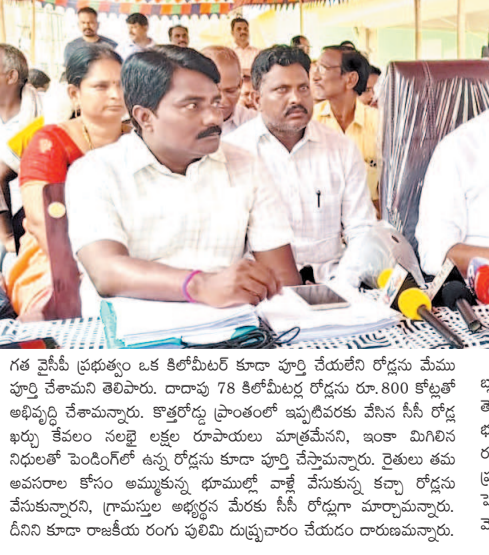 గత వైసీపీ ప్రభుత్వం ఒక కిలోమీటర్ కూడా పూర్తి చేయలేని రోడ్లను మేము
పూర్తి చేశామని తెలిపారు. దాదాపు 78 కిలోమీటర్ల రోడ్లను రూ.800 కోట్లతో
అభివృద్ధి చేశామన్నారు. కొత్తరోడ్డు ప్రాంతంలో ఇప్పటివరకు వేసిన సీసీ రోడ్ల
ఖర్చు కేవలం నలభై లక్షల రూపాయలు మాత్రమేనని, ఇంకా మిగిలిన
నిధులతో పెండింగ్‌లో ఉన్న రోడ్లను కూడా పూర్తి చేస్తామన్నారు. రైతులు తమ
అవసరాల కోసం అమ్ముకున్న భూముల్లో వాళ్లే వేసుకున్న కచ్చా రోడ్లను
వేసుకున్నారని, గ్రామస్తుల అభ్యర్థన మేరకు సీసీ రోడ్లుగా మార్చామన్నారు.
దీనిని కూడా రాజకీయ రంగు పులిమి దుష్ప్రచారం చేయడం దారుణమన్నారు.